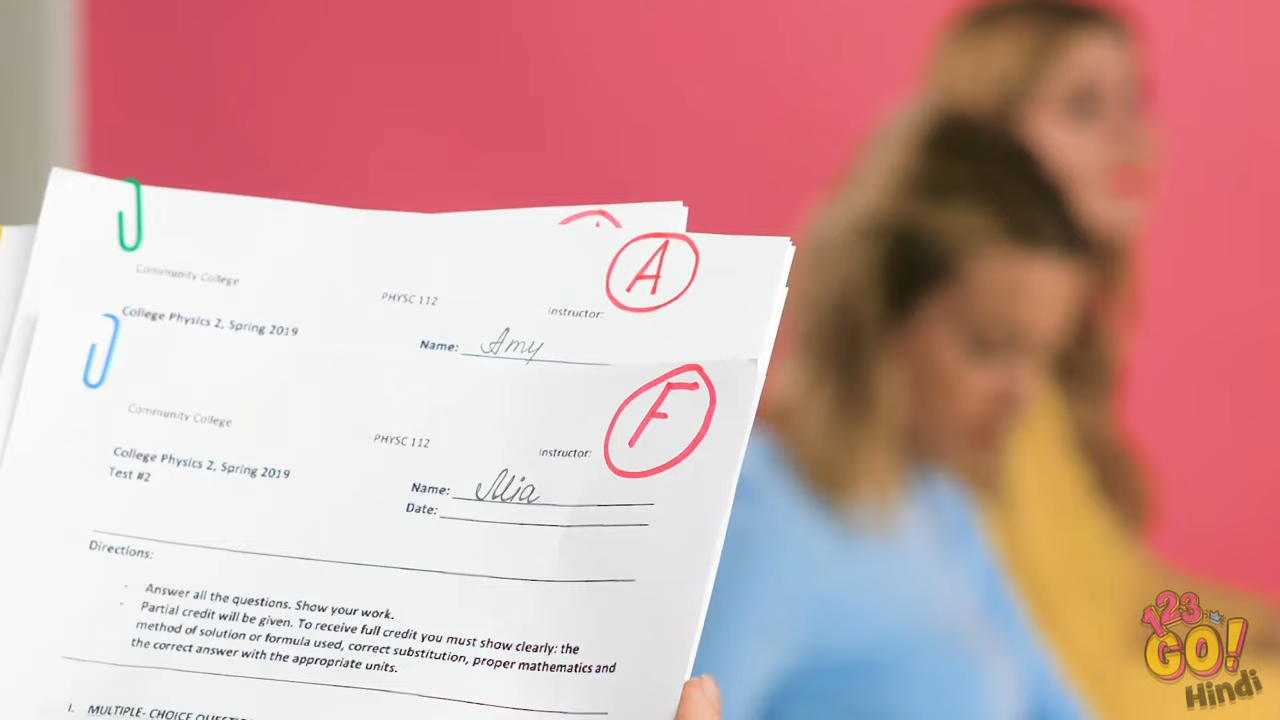 A
Community College
PHYSC 112
Instructor:
College Physics 2, Spring 2019
Name: Amy
F
Community College
PHYSC 112
Instructor:
College Physics 2, Spring 2019
Test #2
Name: Mia
Date:
Directions:
- Answer all the questions. Show your work.
- Partial credit will be given. To receive full credit you must show clearly: the
method of solution or formula used, correct substitution, proper mathematics and
the correct answer with the appropriate units.
I. MULTIPLE- CHOICE
123
GO!
Hindi